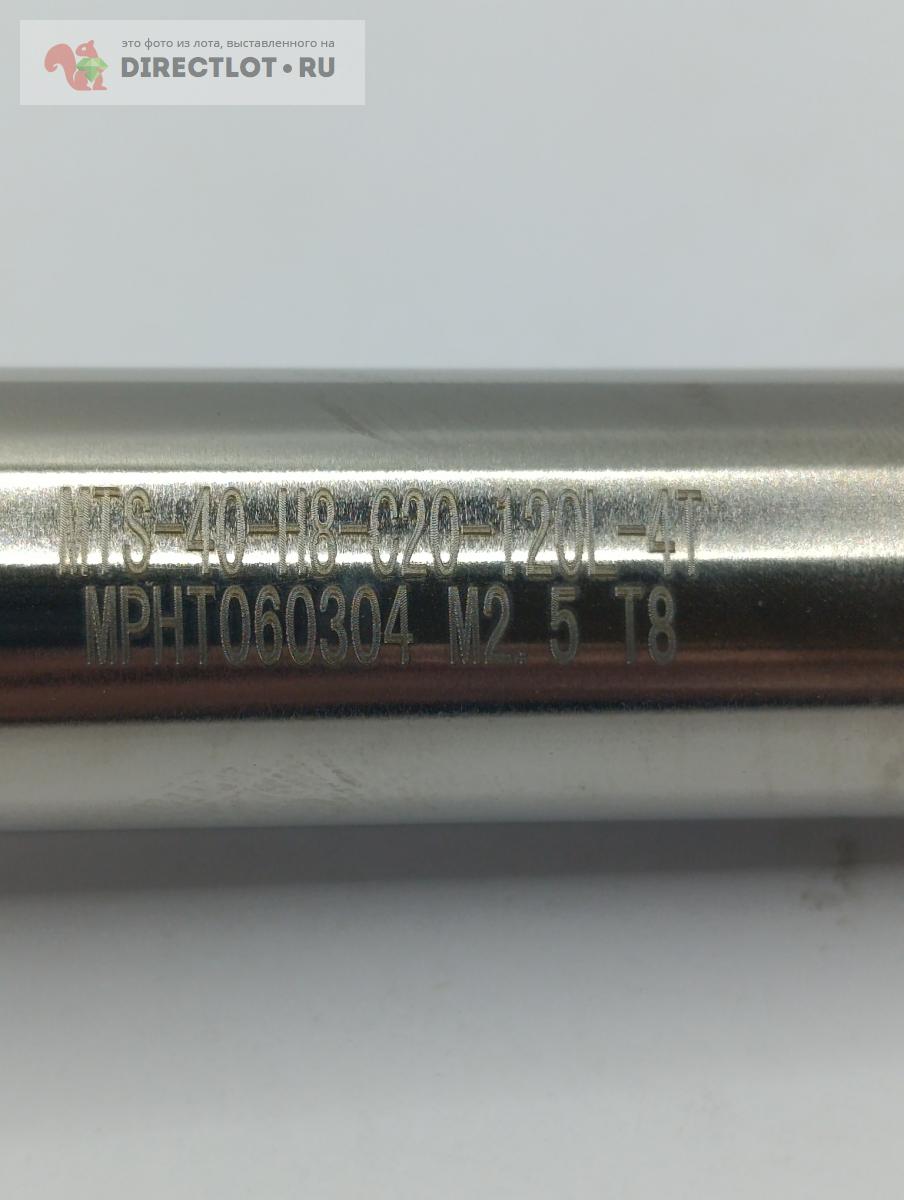 это фото из лота, выставленного на
DIRECTLOT•RU
MTS-40-H8-C20-120L-4T
MPHT060304 M2.5 T8